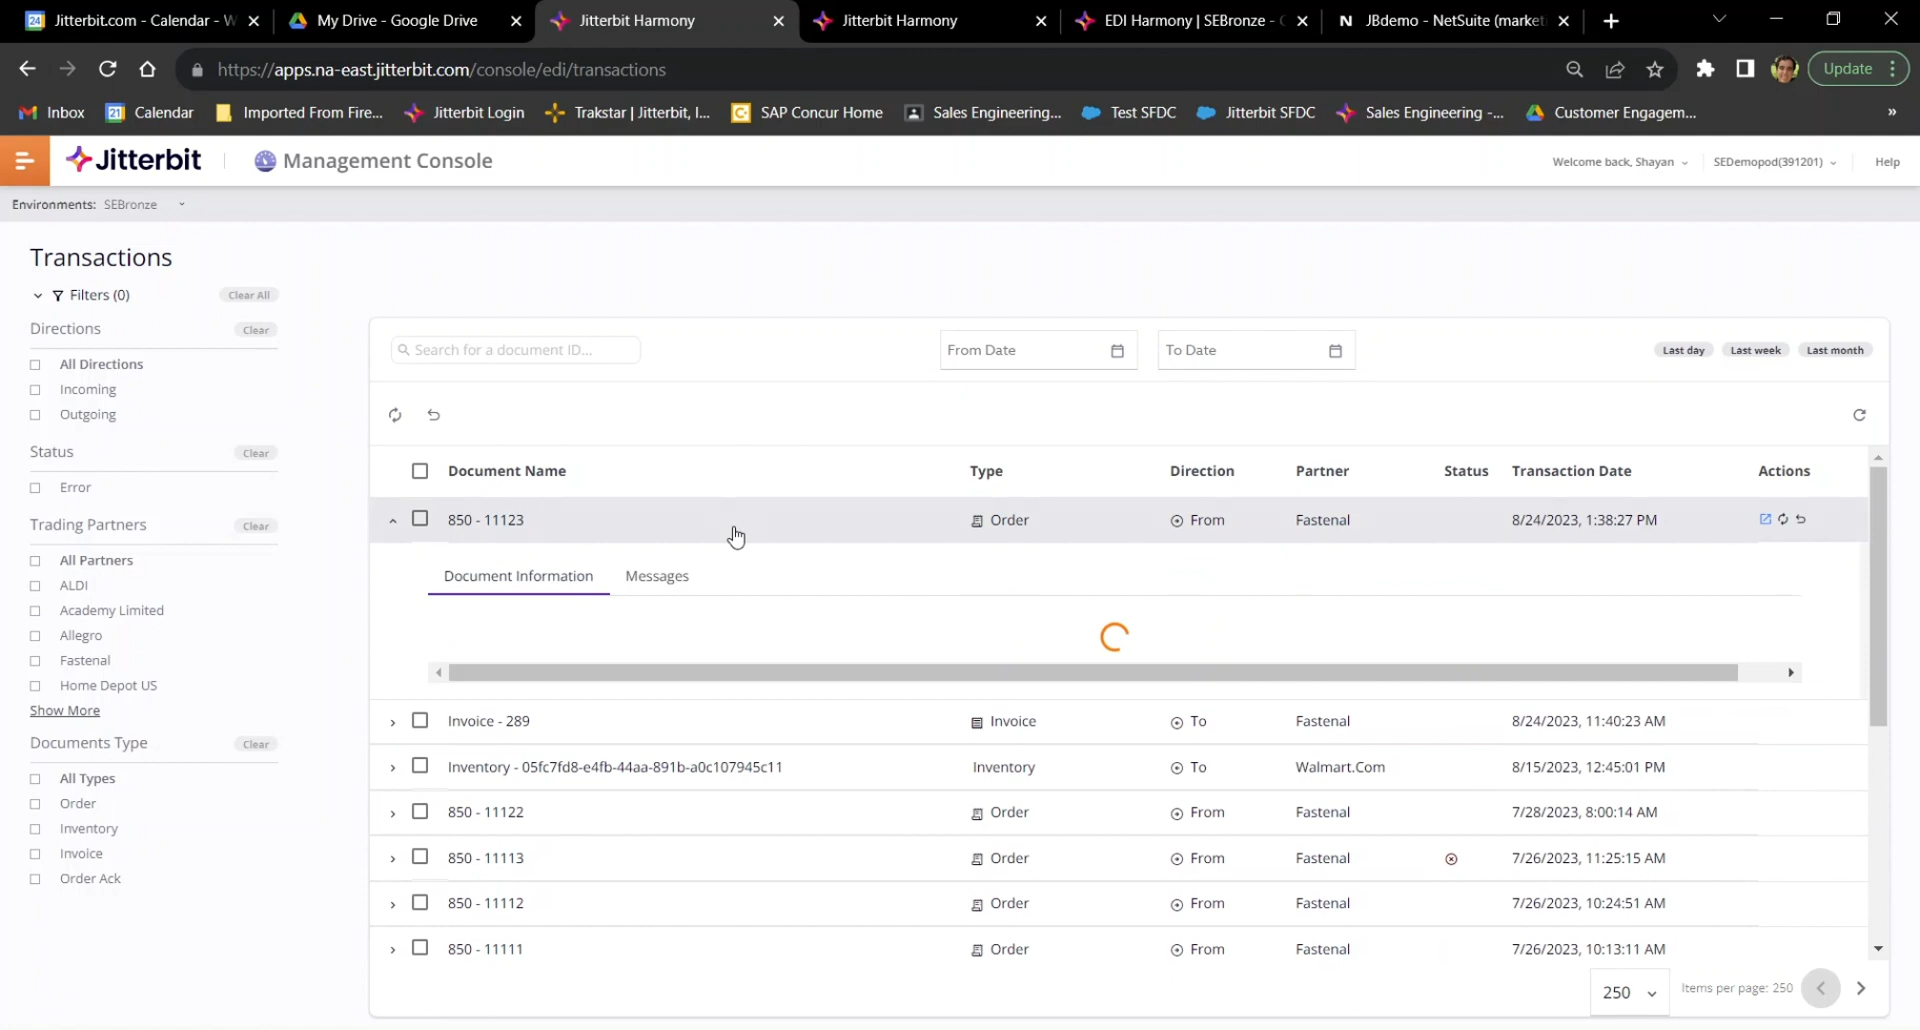 Jitterbit.com - Calendar - W
My Drive - Google Drive
Jitterbit Harmony
Jitterbit Harmony
EDI Harmony | SEBronze -
JBdemo - NetSuite (market
https://apps.na-east.jitterbit.com/console/edi/transactions
Update
Inbox
Calendar
Imported From Fire...
Jitterbit Login
Trakstar | Jitterbit, I...
SAP Concur Home
Sales Engineering...
Test SFDC
Jitterbit SFDC
Sales Engineering -...
Customer Engagem...
»
Jitterbit
Management Console
Welcome back, Shayan
SEDemopod(391201)
Help
Environments: SEBronze
Transactions
Filters (0)
Clear All
Directions
Clear
All Directions
Incoming
Outgoing
Status
Clear
Error
Trading Partners
Clear
All Partners
ALDI
Academy Limited
Allegro
Fastenal
Home Depot US
Show More
Documents Type
Clear
All Types
Order
Inventory
Invoice
Order Ack
Search for a document ID...
From Date
To Date
Last day
Last week
Last month
Document Name Type Direction Partner Status Transaction Date Actions
850 - 11123 Order From Fastenal 8/24/2023, 1:38:27 PM
Document Information
Messages
Invoice - 289 Invoice To Fastenal 8/24/2023, 11:40:23 AM
Inventory - 05fc7fd8-e4fb-44aa-891b-a0c107945c11 Inventory To Walmart.Com 8/15/2023, 12:45:01 PM
850 - 11122 Order From Fastenal 7/28/2023, 8:00:14 AM
850 - 11113 Order From Fastenal 7/26/2023, 11:25:15 AM
850 - 11112 Order From Fastenal 7/26/2023, 10:24:51 AM
850 - 11111 Order From Fastenal 7/26/2023, 10:13:11 AM
250
Items per page: 250